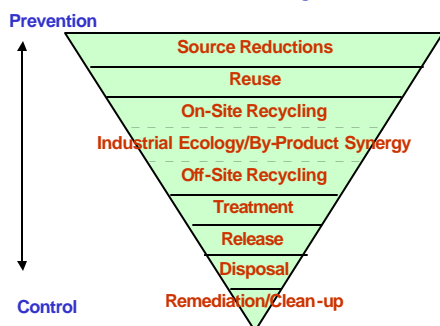 Prevention
Source Reductions
Reuse
On-Site Recycling
Industrial Ecology/By-Product Synergy
Off-Site Recycling
Treatment
Release
Disposal
Remediation/Clean-up
Control